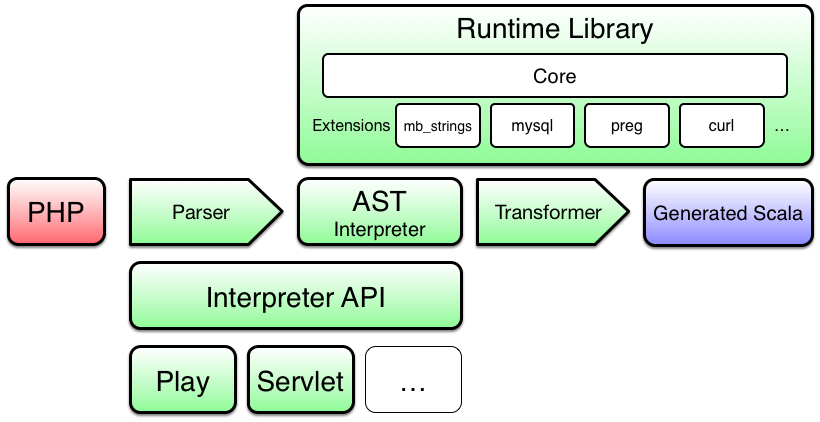 Runtime Library
Core
Extensions mb_strings mysql preg curl ...
PHP Parser AST Interpreter Transformer Generated Scala
Interpreter API
Play Servlet ...